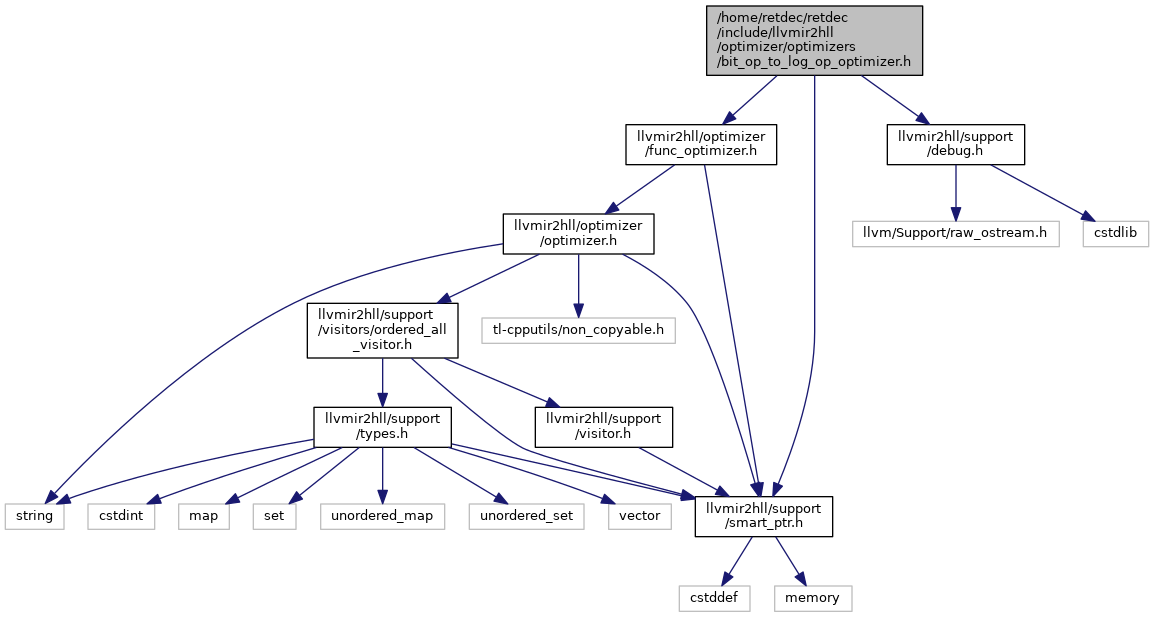 /home/retdec/retdec
/include/llvmir2hll
/optimizer/optimizers
/bit_op_to_log_op_optimizer.h
llvmir2hll/optimizer
/func_optimizer.h
llvmir2hll/support
/debug.h
llvmir2hll/optimizer
/optimizer.h
llvm/Support/raw_ostream.h
cstdlib
llvmir2hll/support
/visitors/ordered_all
_visitor.h
tl-cpputils/non_copyable.h
llvmir2hll/support
/types.h
llvmir2hll/support
/visitor.h
string
cstdint
map
set
unordered_map
unordered_set
vector
llvmir2hll/support
/smart_ptr.h
cstddef
memory